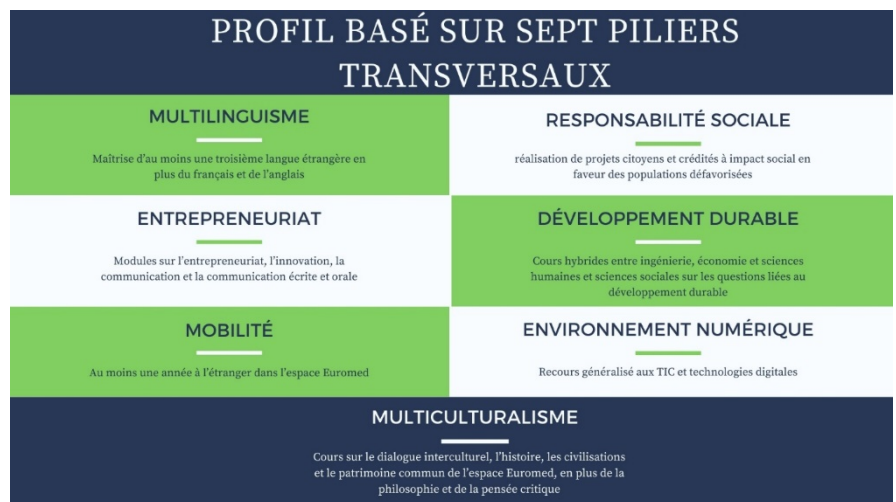 PROFIL BASÉ SUR SEPT PILIERS
TRANSVERSAUX
MULTILINGUISME
Maîtrise d'au moins une troisième langue étrangère en
plus du français et de l'anglais
RESPONSABILITÉ SOCIALE
réalisation de projets citoyens et crédités à impact social en
faveur des populations défavorisées
ENTREPRENEURIAT
Modules sur l'entrepreneuriat, l'innovation, la
communication et la communication écrite et orale
DÉVELOPPEMENT DURABLE
Cours hybrides entre ingénierie, économie et sciences
humaines et sciences sociales sur les questions liées au
développement durable
MOBILITÉ
Au moins une année à l'étranger dans l'espace Euromed
ENVIRONNEMENT NUMÉRIQUE
Recours généralisé aux TIC et technologies digitales
MULTICULTURALISME
Cours sur le dialogue interculturel, l'histoire, les civilisations
et le patrimoine commun de l'espace Euromed, en plus de la
philosophie et de la pensée critique